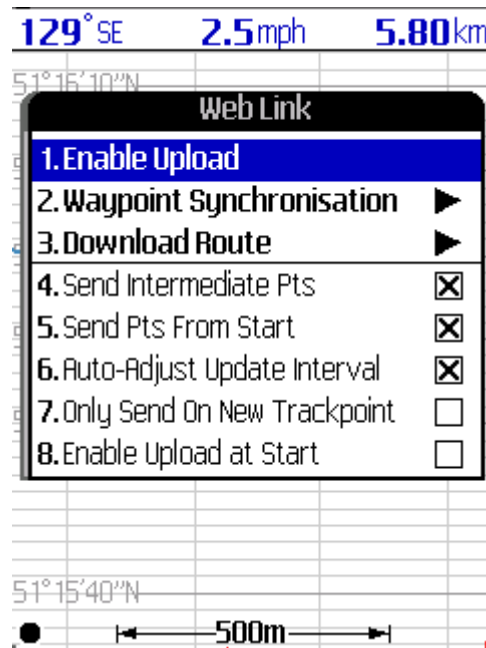 129°SE 2.5mph 5.80km
51°16'10"N
Web Link
1.Enable Upload
2.Waypoint Synchronisation
3.Download Route
4.Send Intermediate Pts
5.Send Pts From Start
6.Auto-Adjust Update Interval
7.Only Send On New Trackpoint
8.Enable Upload at Start
51°15'40"N
500m